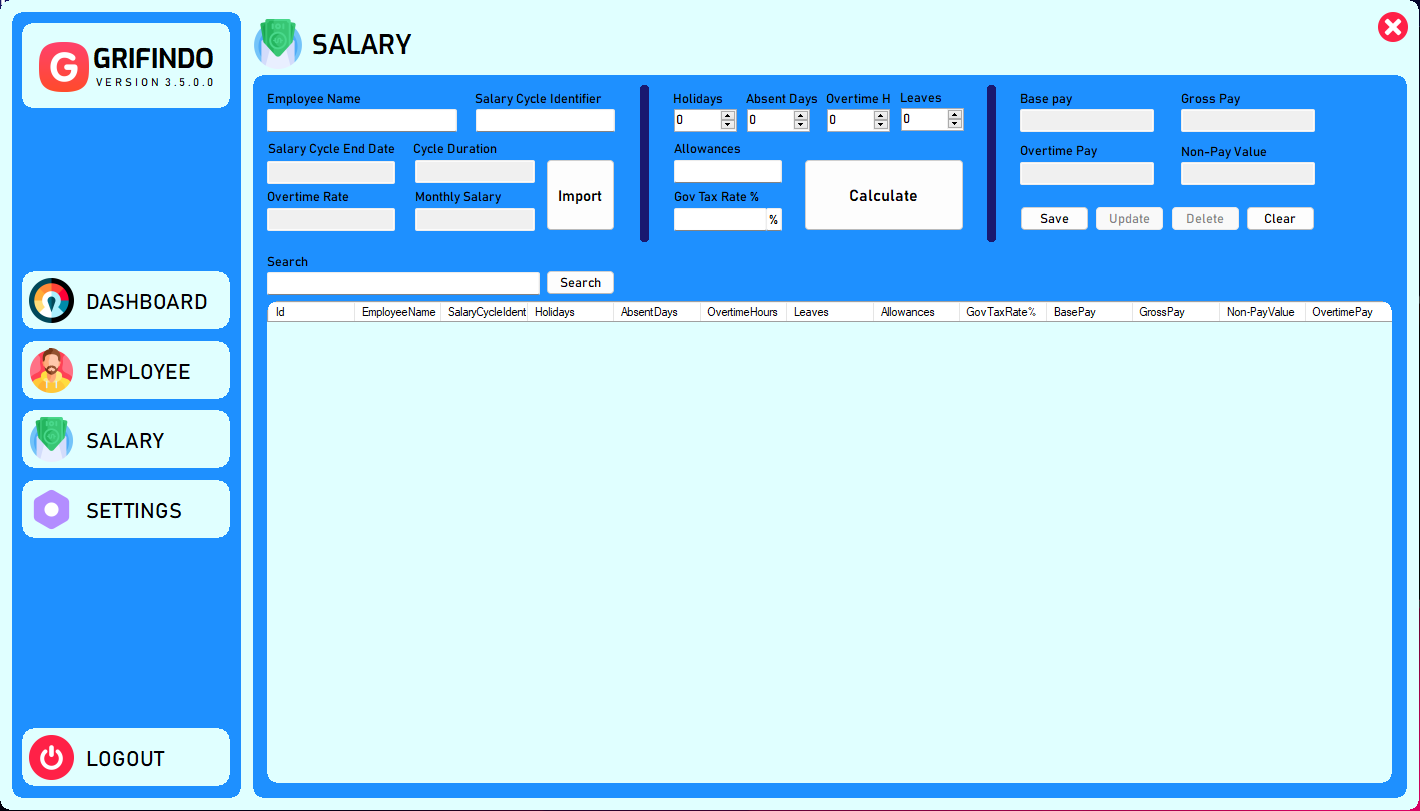 G GRIFINDO
VERSION 3.5.0.0
DASHBOARD
EMPLOYEE
SALARY
SETTINGS
LOGOUT
SALARY
Employee Name Salary Cycle Identifier
Salary Cycle End Date Cycle Duration
Overtime Rate Monthly Salary
Import
Holidays Absent Days Overtime H Leaves
0 0 0 0
Allowances
Gov Tax Rate %
%
Calculate
Base pay Gross Pay
Overtime Pay Non-Pay Value
Save Update Delete Clear
Search
Search
Id EmployeeName SalaryCycleIdent Holidays AbsentDays OvertimeHours Leaves Allowances GovTaxRate% BasePay GrossPay Non-PayValue OvertimePay